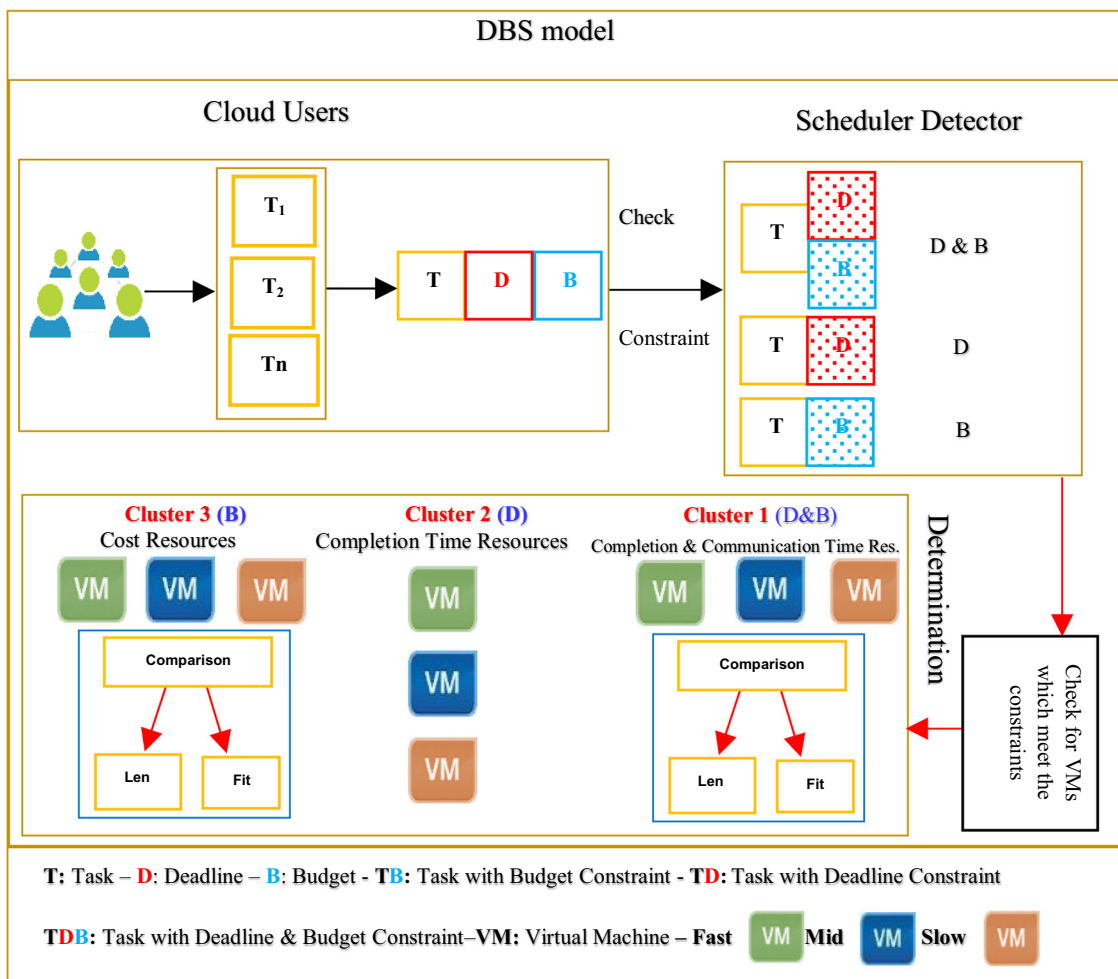 DBS model
Cloud Users
Scheduler Detector
T1
T2
Tn
T D B
Check
Constraint
T D B
D & B
T D
D
T B
B
Cluster 3 (B)
Cost Resources
VM VM VM
Comparison
Len Fit
Cluster 2 (D)
Completion Time Resources
VM
VM
VM
Cluster 1 (D&B)
Completion & Communication Time Res.
VM VM VM
Comparison
Len Fit
Determination
Check for VMs
which meet the
constraints
T: Task – D: Deadline – B: Budget - TB: Task with Budget Constraint - TD: Task with Deadline Constraint
TDB: Task with Deadline & Budget Constraint–VM: Virtual Machine – Fast VM Mid VM Slow VM